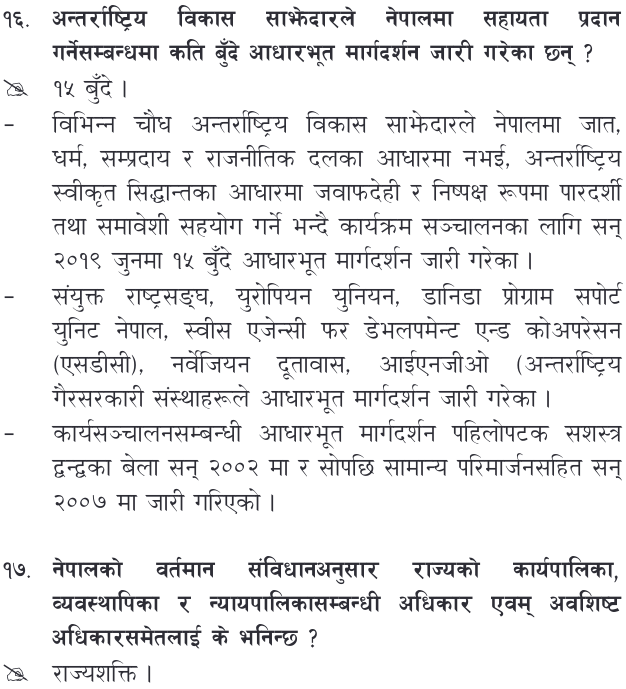 १६. अन्तर्राष्ट्रिय विकास साझेदारले नेपालमा सहायता प्रदान
गर्नेसम्बन्धमा कति बुँदे आधारभूत मार्गदर्शन जारी गरेका छन् ?
१५ बुँदे ।
– विभिन्न चौध अन्तर्राष्ट्रिय विकास साझेदारले नेपालमा जात,
धर्म, सम्प्रदाय र राजनीतिक दलका आधारमा नभई, अन्तर्राष्ट्रिय
स्वीकृत सिद्धान्तका आधारमा जवाफदेही र निष्पक्ष रूपमा पारदर्शी
तथा समावेशी सहयोग गर्ने भन्दै कार्यक्रम सञ्चालनका लागि सन्
२०१९ जुनमा १५ बुँदे आधारभूत मार्गदर्शन जारी गरेका ।
– संयुक्त राष्ट्रसङ्घ, युरोपियन युनियन, डानिडा प्रोग्राम सपोर्ट
युनिट नेपाल, स्वीस एजेन्सी फर डेभलपमेन्ट एन्ड कोअपरेसन
(एसडीसी), नर्वेजियन दूतावास, आईएनजीओ (अन्तर्राष्ट्रिय
गैरसरकारी संस्थाहरूले आधारभूत मार्गदर्शन जारी गरेका ।
– कार्यसञ्चालनसम्बन्धी आधारभूत मार्गदर्शन पहिलोपटक सशस्त्र
द्वन्द्वका बेला सन् २००२ मा र सोपछि सामान्य परिमार्जनसहित सन्
२००७ मा जारी गरिएको ।
१७. नेपालको वर्तमान संविधानअनुसार राज्यको कार्यपालिका,
व्यवस्थापिका र न्यायपालिकासम्बन्धी अधिकार एवम् अवशिष्ट
अधिकारसमेतलाई के भनिन्छ ?
राज्यशक्ति ।